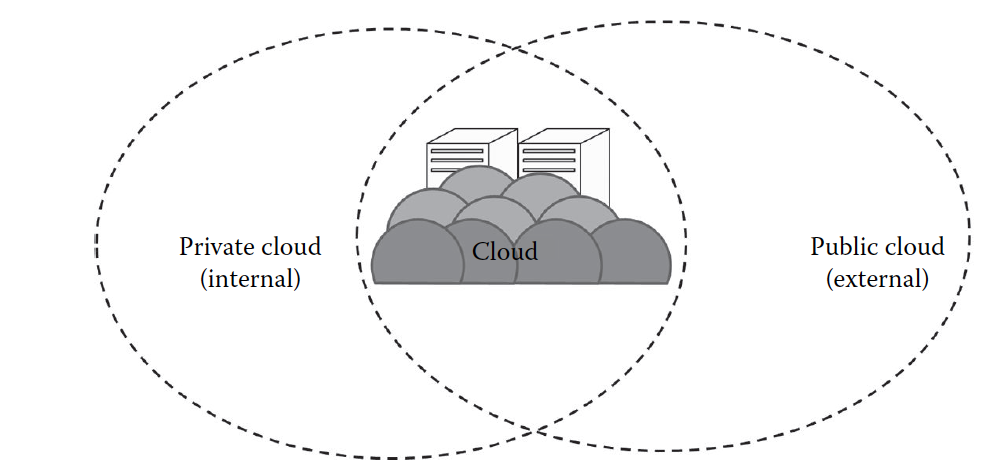 Private cloud
(internal)
Cloud
Public cloud
(external)